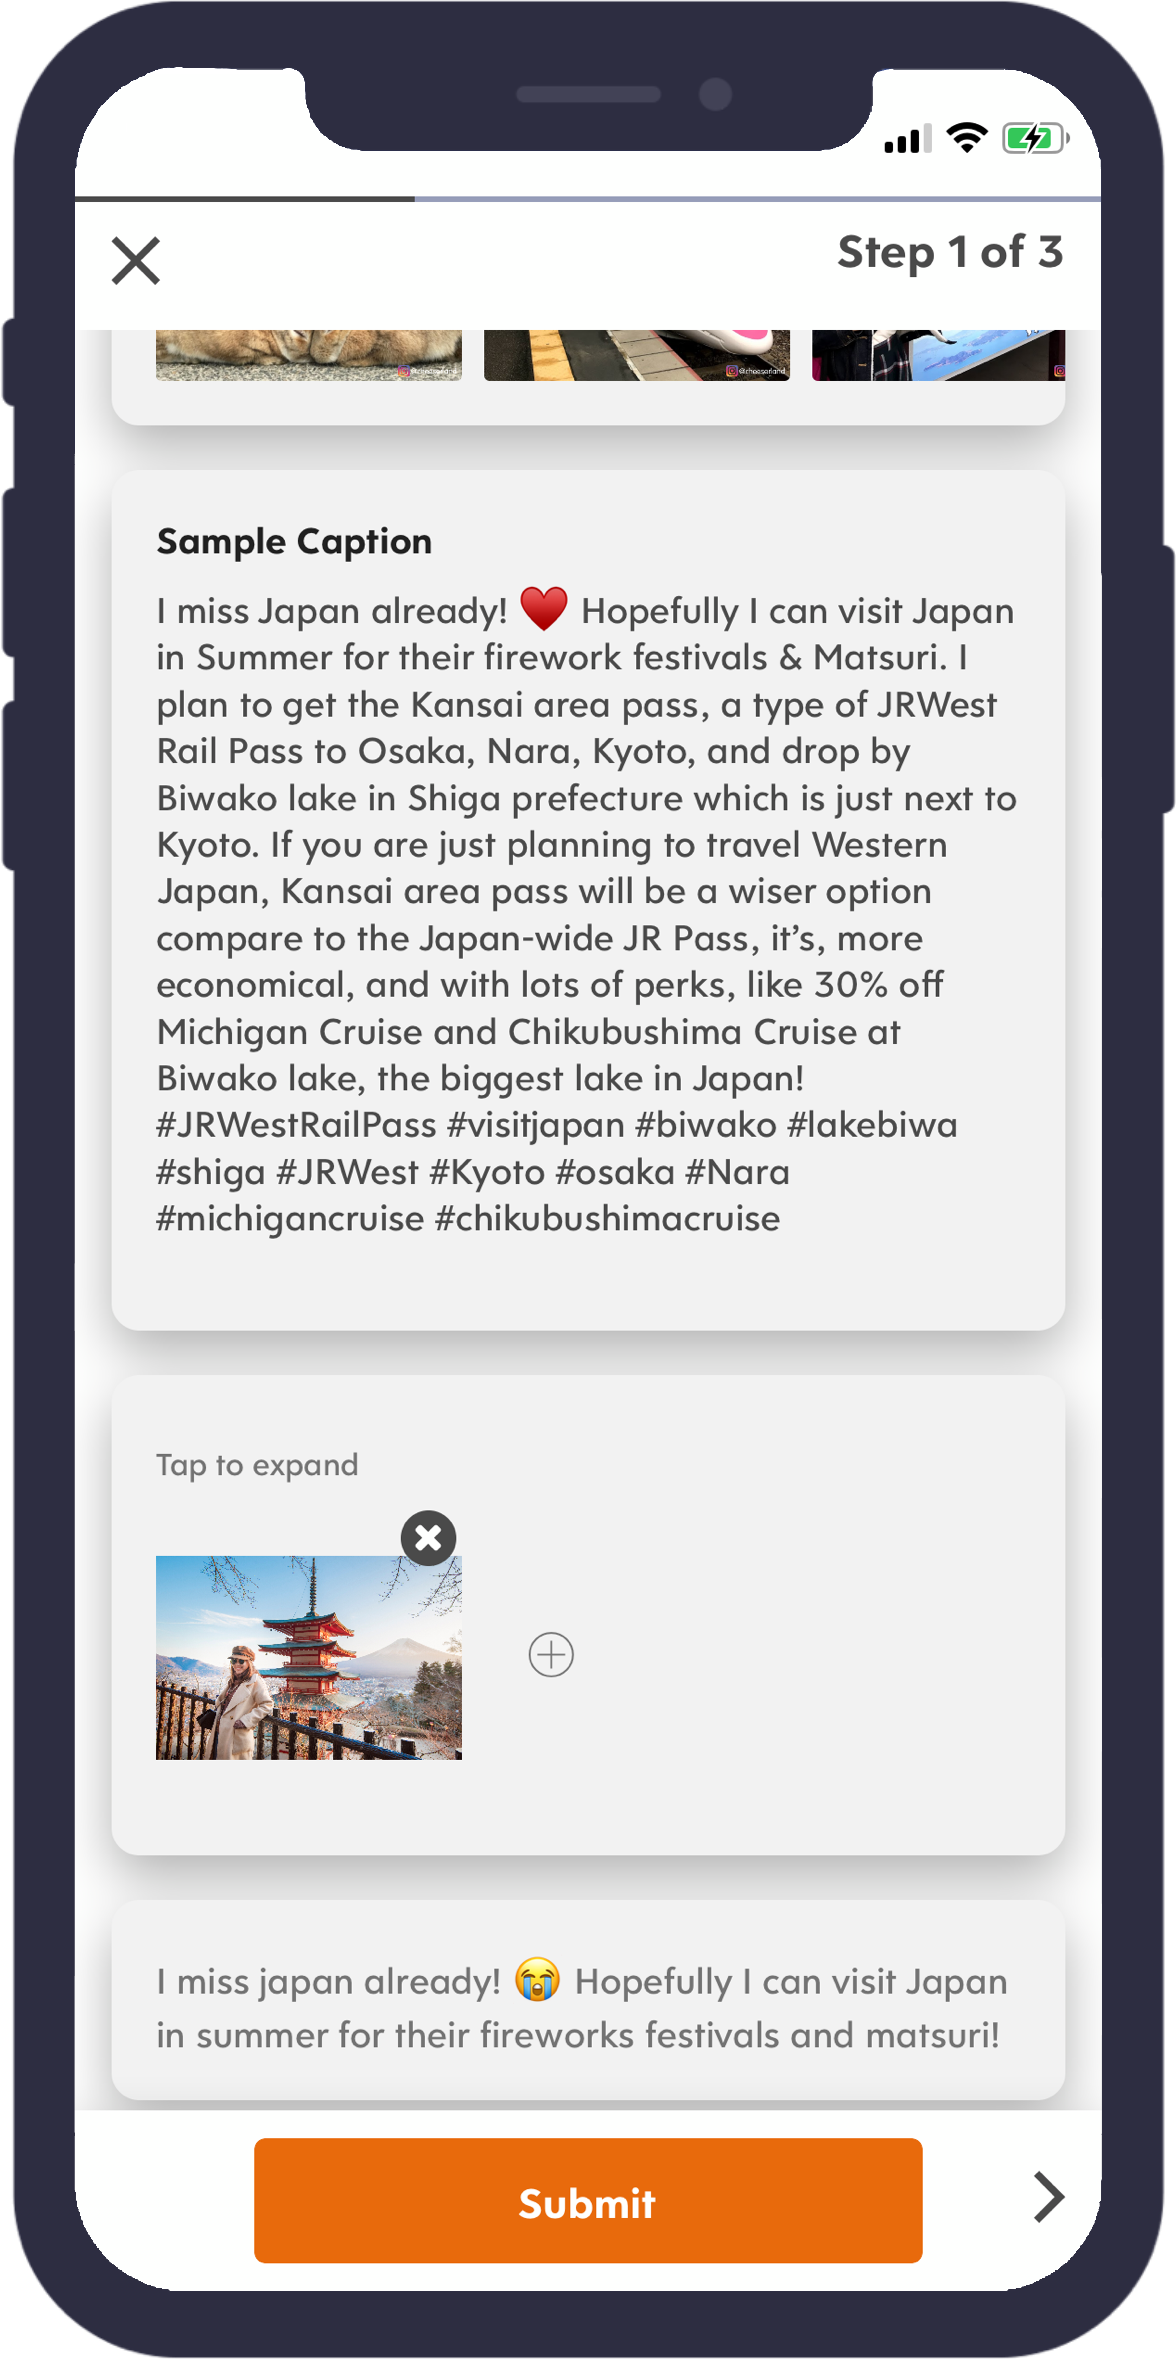 Step 1 of 3
@cheeserland
@cheeserland
Sample Caption
I miss Japan already! ♥️ Hopefully I can visit Japan
in Summer for their firework festivals & Matsuri. I
plan to get the Kansai area pass, a type of JRWest
Rail Pass to Osaka, Nara, Kyoto, and drop by
Biwako lake in Shiga prefecture which is just next to
Kyoto. If you are just planning to travel Western
Japan, Kansai area pass will be a wiser option
compare to the Japan-wide JR Pass, it’s, more
economical, and with lots of perks, like 30% off
Michigan Cruise and Chikubushima Cruise at
Biwako lake, the biggest lake in Japan!
#JRWestRailPass #visitjapan #biwako #lakebiwa
#shiga #JRWest #Kyoto #osaka #Nara
#michigancruise #chikubushimacruise
Tap to expand
I miss japan already! 😭 Hopefully I can visit Japan
in summer for their fireworks festivals and matsuri!
Submit